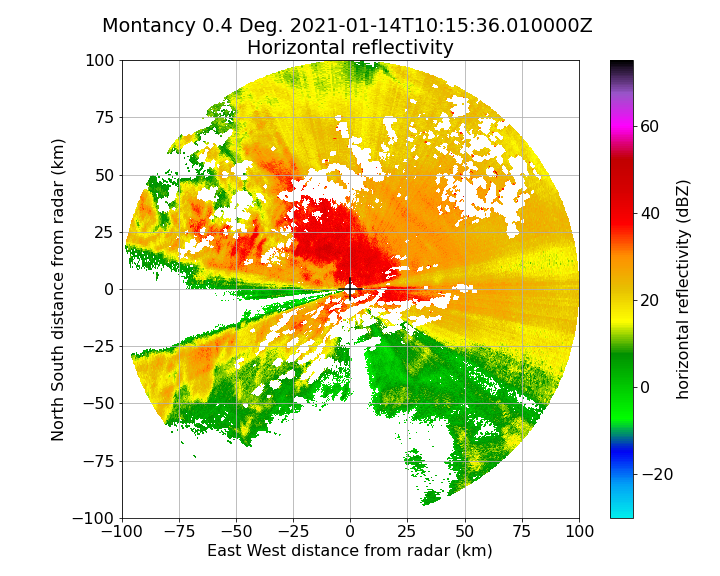 Montancy 0.4 Deg. 2021-01-14T10:15:36.010000Z
Horizontal reflectivity
100
75
50
25
0
−25
−50
−75
−100
North South distance from radar (km)
−100 −75 −50 −25 0 25 50 75 100
East West distance from radar (km)
60
40
20
0
−20
horizontal reflectivity (dBZ)